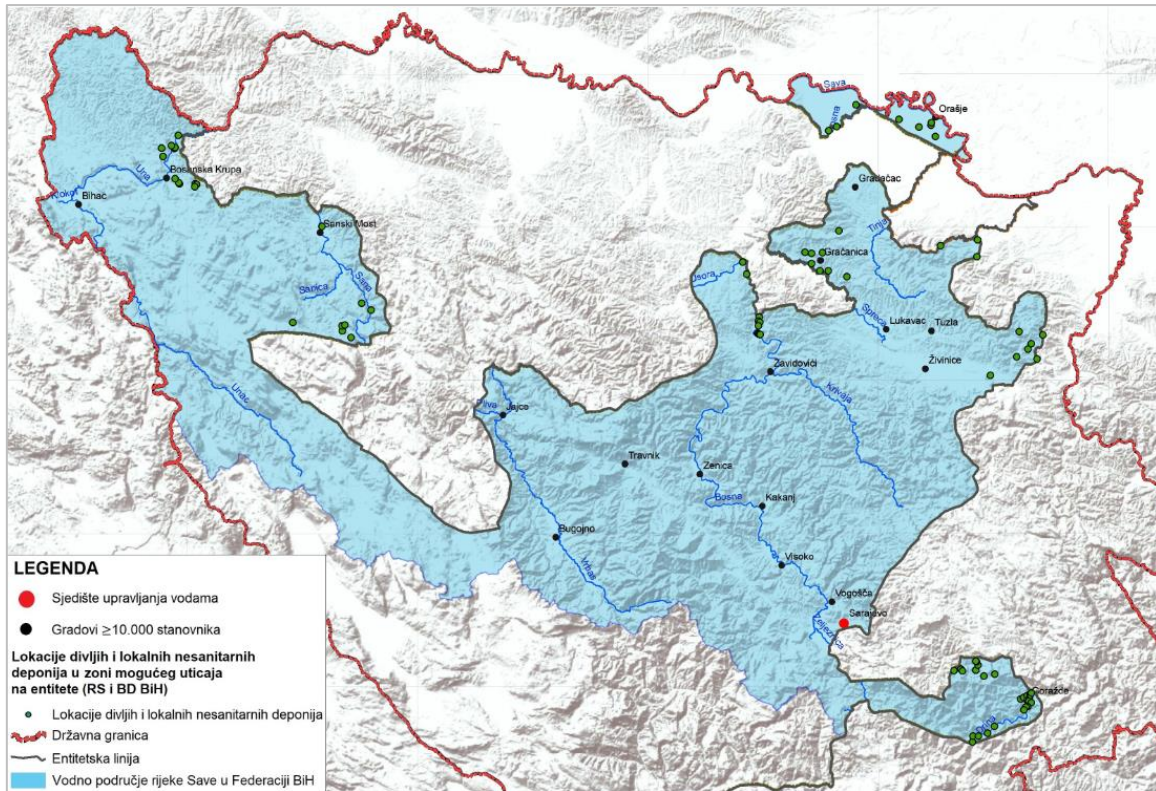 Sava
Bosna
Orašje
Gradačac
Tinja
Gračanica
Una
Bosanska Krupa
Klokot
Bihać
Sanski Most
Sanica
Sana
Usora
Spreča
Lukavac
Tuzla
Živinice
Zavidovići
Krivaja
Unac
Pliva
Jajce
Travnik
Zenica
Bosna
Kakanj
Bugojno
Vrbas
Visoko
Vogošća
Sarajevo
Željeznica
Goražde
Drina
LEGENDA
Sjedište upravljanja vodama
Gradovi ≥10.000 stanovnika
Lokacije divljih i lokalnih nesanitarnih
deponija u zoni mogućeg uticaja
na entitete (RS i BD BiH)
Lokacije divljih i lokalnih nesanitarnih deponija
Državna granica
Entitetska linija
Vodno područje rijeke Save u Federaciji BiH